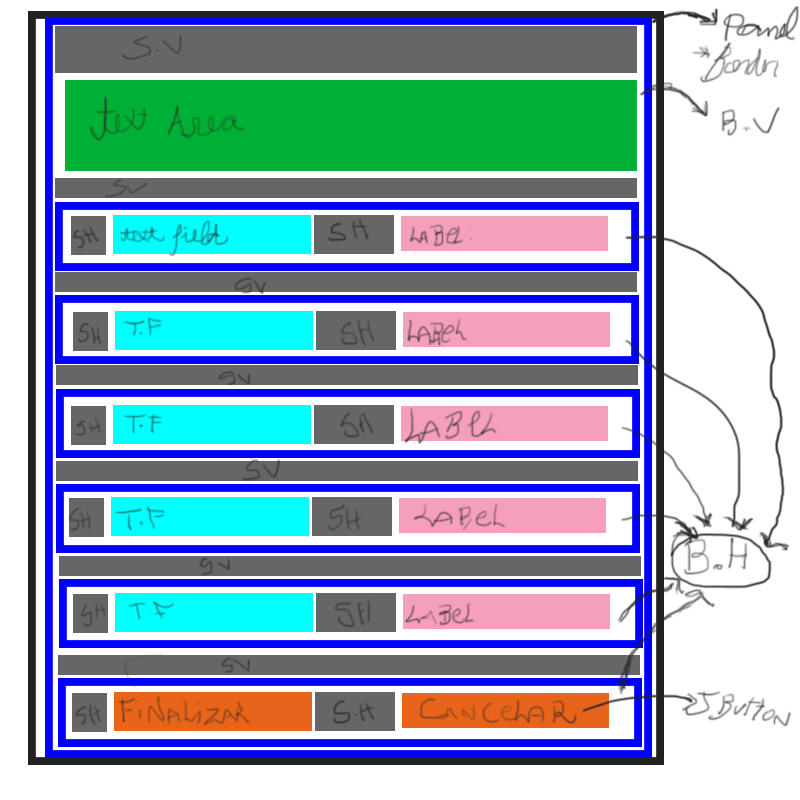 S.V
Panel
Border
text Area
B.V
SV
SH text field SH LABEL:
SV
SH T.F SH LABEL
SV
SH T.F SH LABEL
SV
SH T.F SH LABEL
B.H
SV
SH TF SH LABEL
SV
SH FINALIZAR S.H CANCELAR
JBUTTON